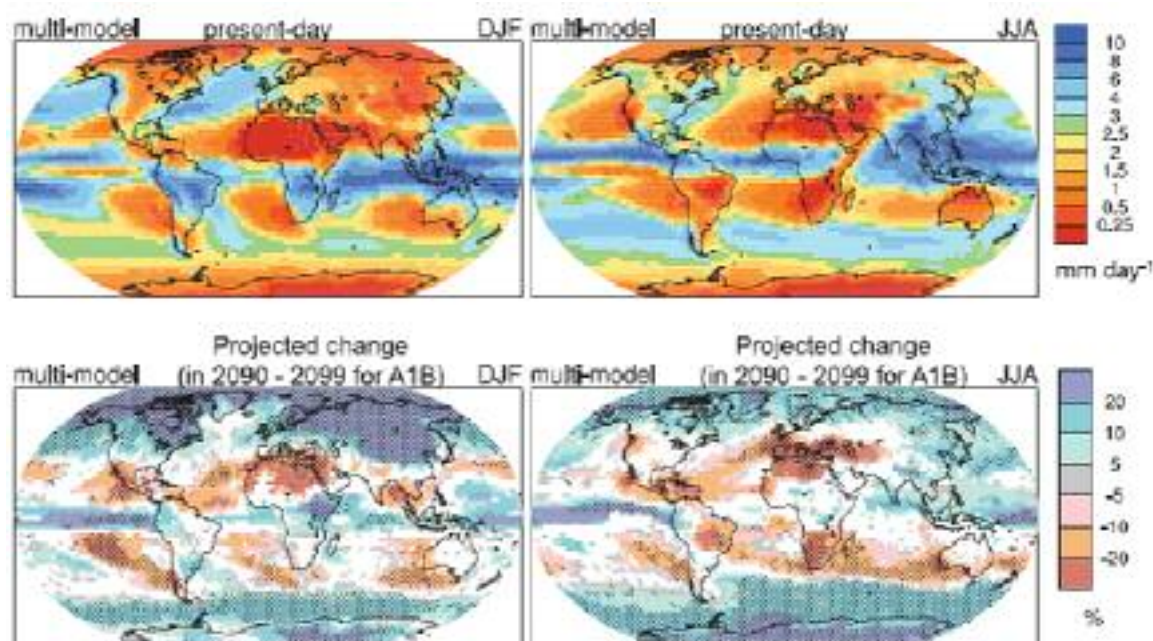 multi-model present-day DJF
multi-model present-day JJA
10
8
6
4
3
2.5
2
1.5
1
0.5
0.25
mm day-1
Projected change
multi-model (in 2090 - 2099 for A1B) DJF
Projected change
multi-model (in 2090 - 2099 for A1B) JJA
20
10
5
-5
-10
-20
%